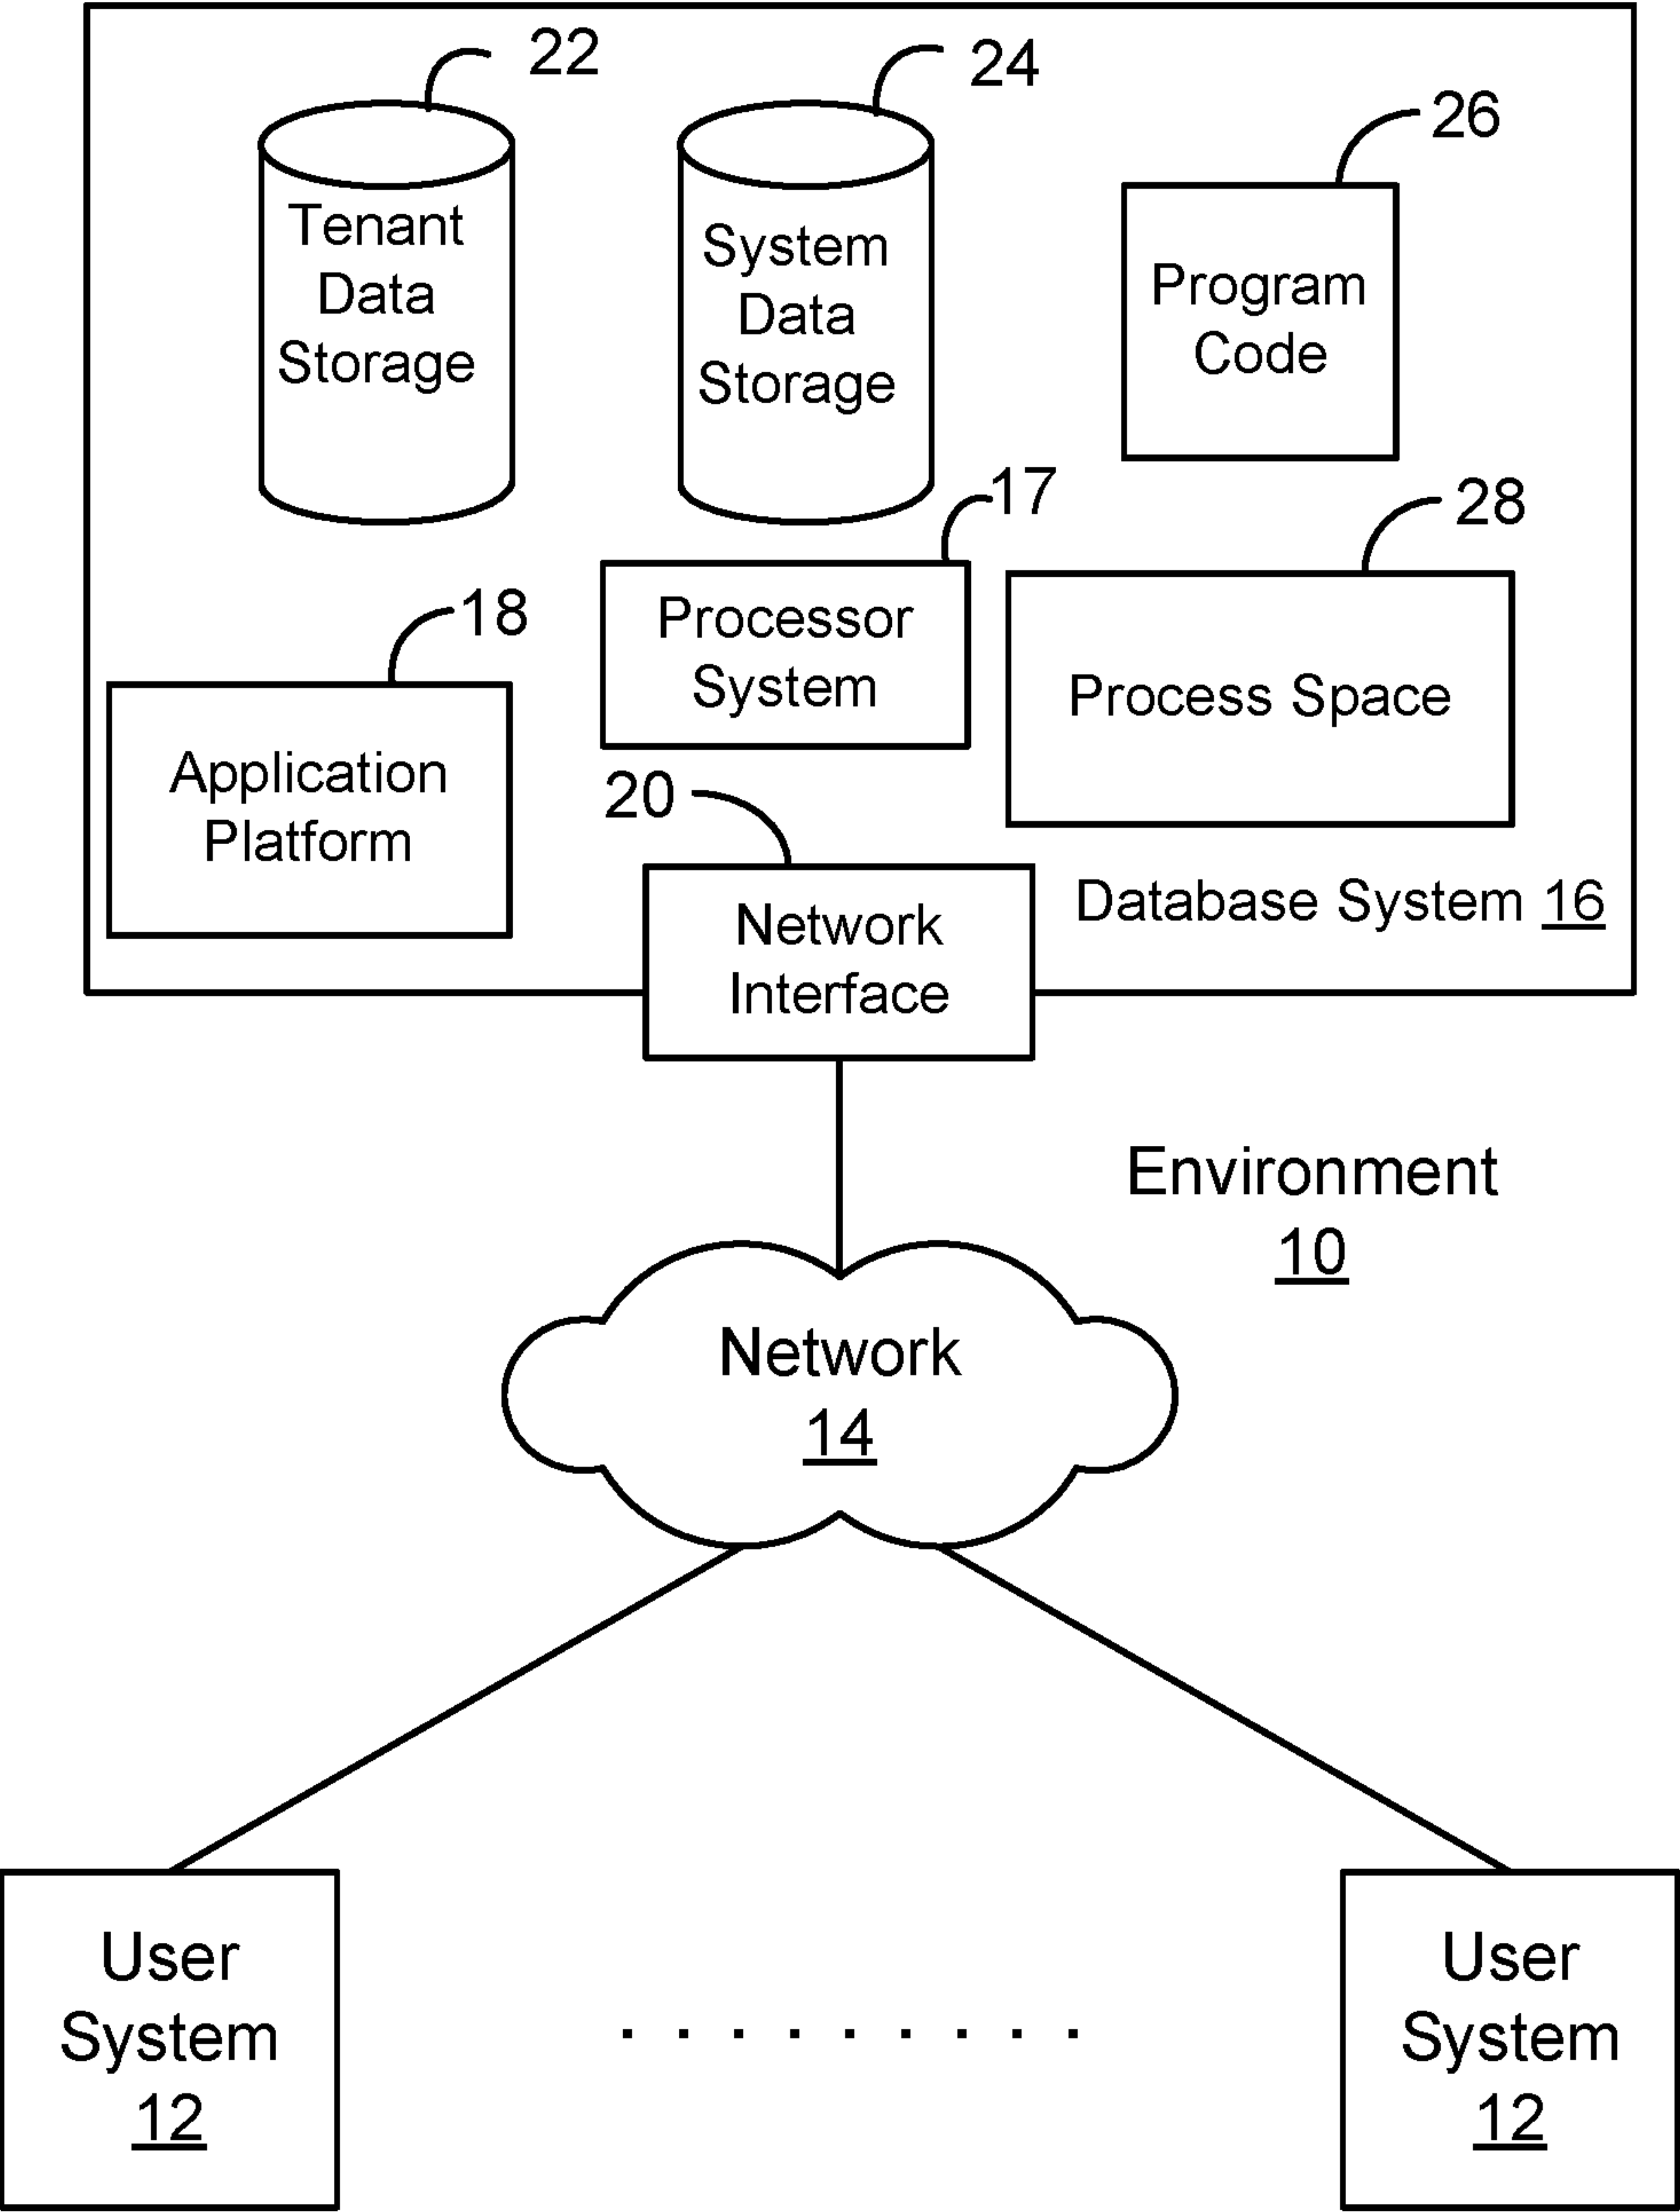 22
24
26
Tenant
Data
Storage
System
Data
Storage
Program
Code
17
28
18
Processor
System
Process Space
Application
Platform
20
Network
Interface
Database System 16
Environment
10
Network
14
User
System
12
. . . . . . . . .
User
System
12